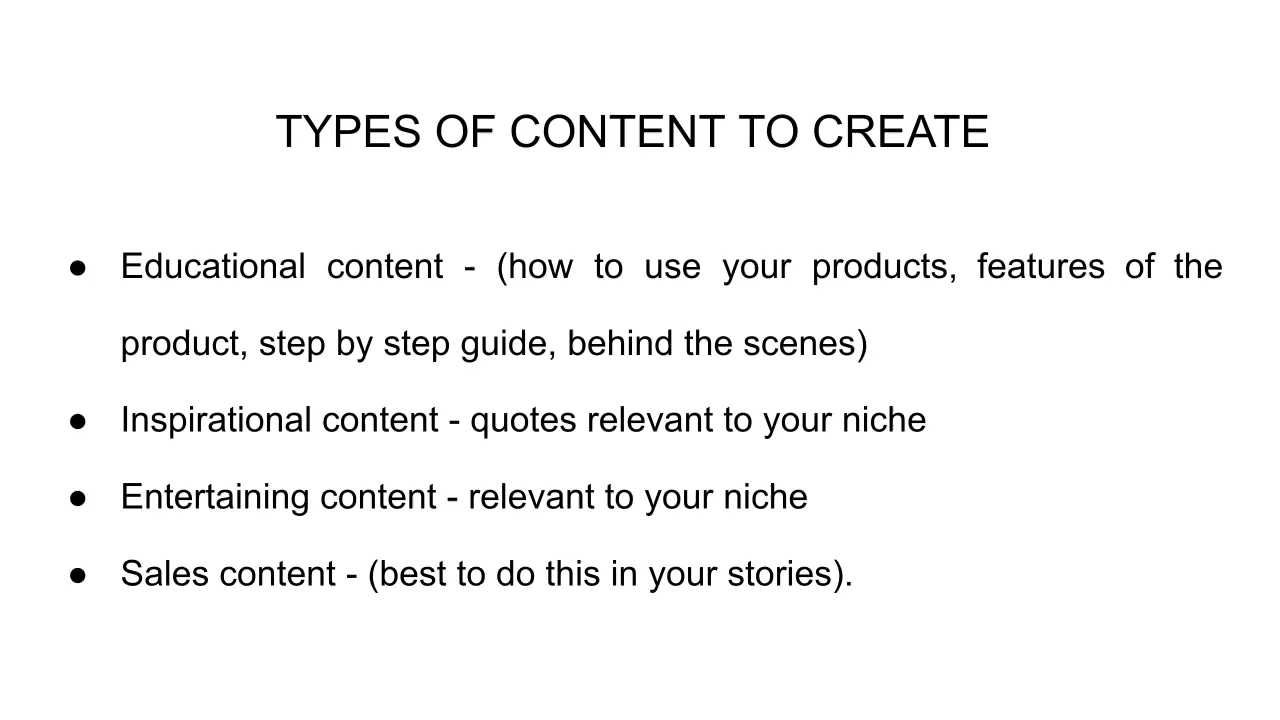 TYPES OF CONTENT TO CREATE
● Educational content - (how to use your products, features of the
product, step by step guide, behind the scenes)
● Inspirational content - quotes relevant to your niche
● Entertaining content - relevant to your niche
● Sales content - (best to do this in your stories).